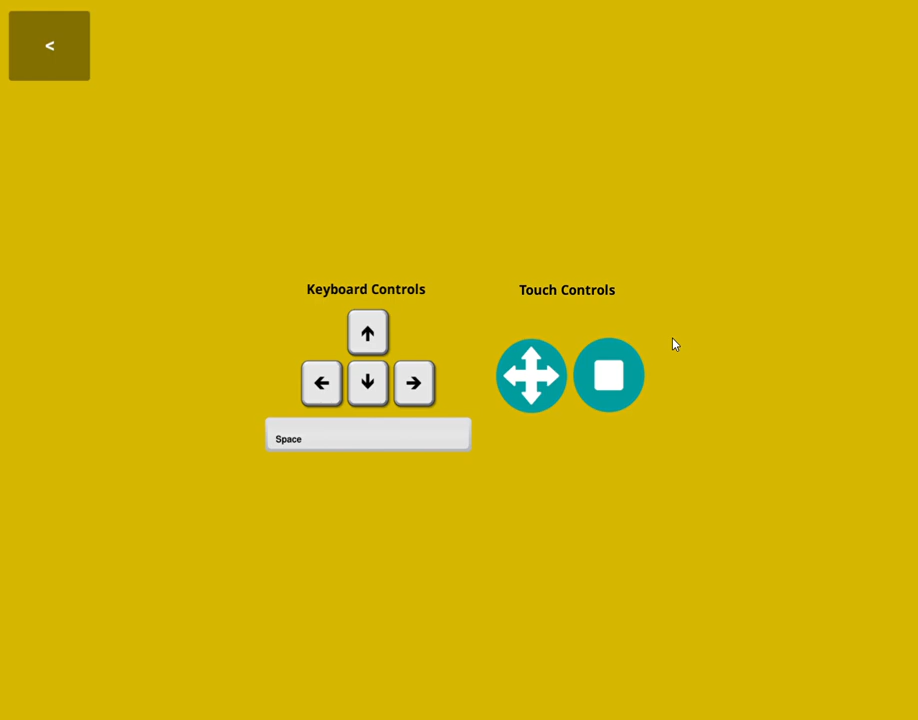 <
Keyboard Controls
Touch Controls
↑
← ↓ →
Space